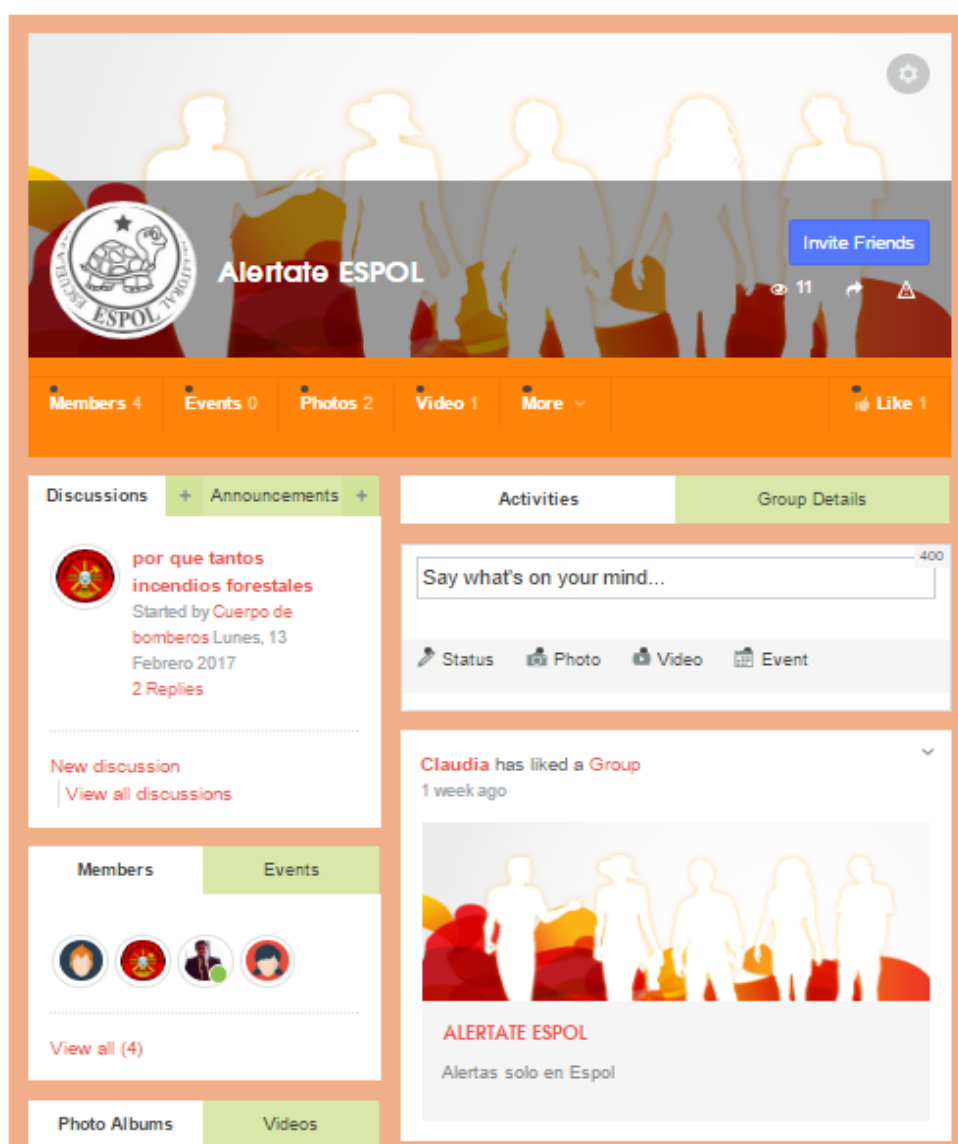 ESCUELA LITORAL
ESPOL
Alertate ESPOL
Invite Friends
11
Members 4
Events 0
Photos 2
Video 1
More
Like 1
Discussions
+
Announcements
+
por que tantos
incendios forestales
Started by Cuerpo de
bomberos Lunes, 13
Febrero 2017
2 Replies
New discussion
View all discussions
Members
Events
View all (4)
Photo Albums
Videos
Activities
Group Details
400
Say what's on your mind...
Status
Photo
Video
Event
Claudia has liked a Group
1 week ago
ALERTATE ESPOL
Alertas solo en Espol